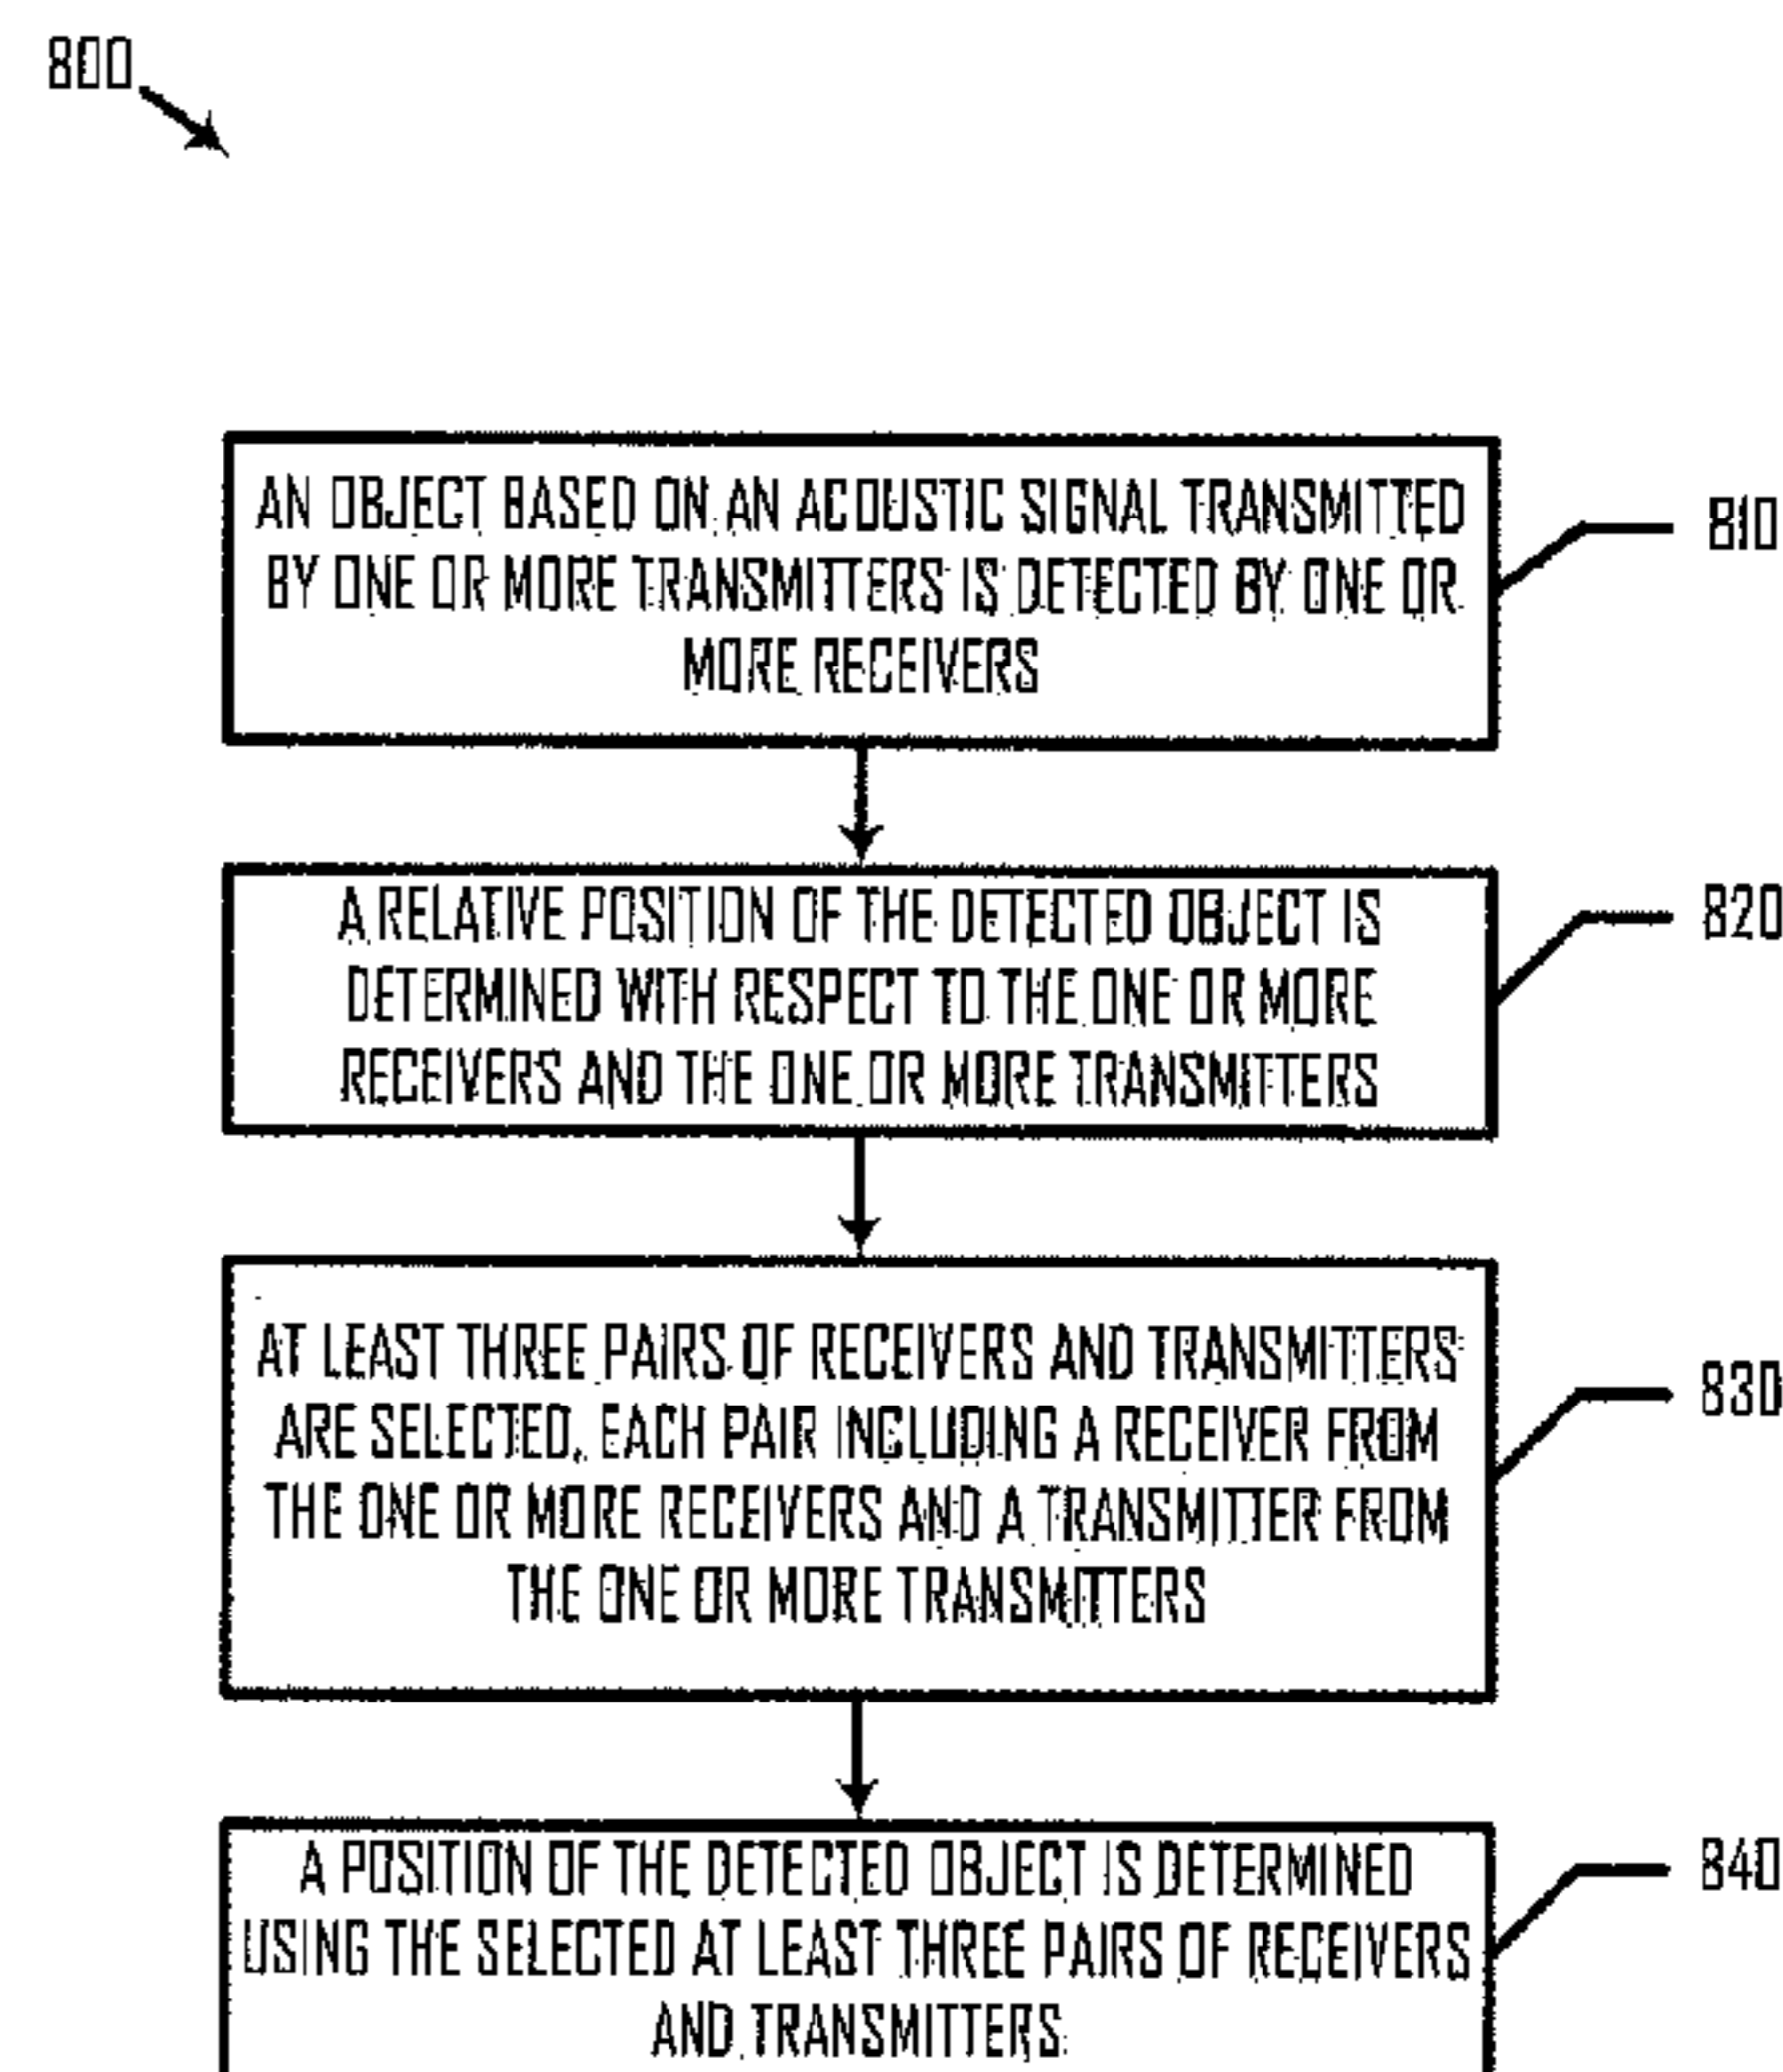 800
AN OBJECT BASED ON AN ACOUSTIC SIGNAL TRANSMITTED
BY ONE OR MORE TRANSMITTERS IS DETECTED BY ONE OR
MORE RECEIVERS
810
A RELATIVE POSITION OF THE DETECTED OBJECT IS
DETERMINED WITH RESPECT TO THE ONE OR MORE
RECEIVERS AND THE ONE OR MORE TRANSMITTERS
820
AT LEAST THREE PAIRS OF RECEIVERS AND TRANSMITTERS
ARE SELECTED, EACH PAIR INCLUDING A RECEIVER FROM
THE ONE OR MORE RECEIVERS AND A TRANSMITTER FROM
THE ONE OR MORE TRANSMITTERS
830
A POSITION OF THE DETECTED OBJECT IS DETERMINED
USING THE SELECTED AT LEAST THREE PAIRS OF RECEIVERS
AND TRANSMITTERS
840